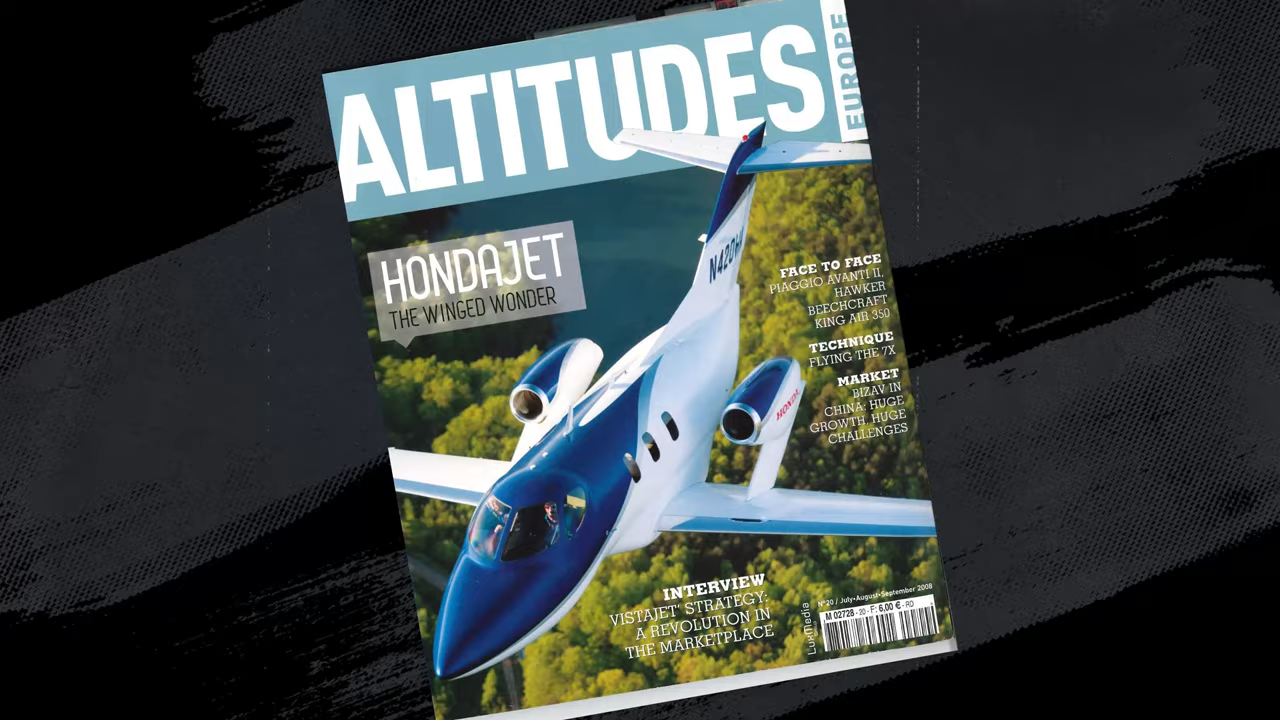 ALTITUDES
EUROPE
HONDAJET
THE WINGED WONDER
N420H
FACE TO FACE
PIAGGIO AVANTI II,
HAWKER
BEECHCRAFT
KING AIR 350
TECHNIQUE
FLYING THE 7X
MARKET
BIZAV IN
CHINA: HUGE
GROWTH, HUGE
CHALLENGES
HONDA
INTERVIEW
VISTAJET' STRATEGY:
A REVOLUTION IN
THE MARKETPLACE
LuxMedia
N°20 / July•August•September 2008
M 02728 - 20 - F: 6,00 € - RD